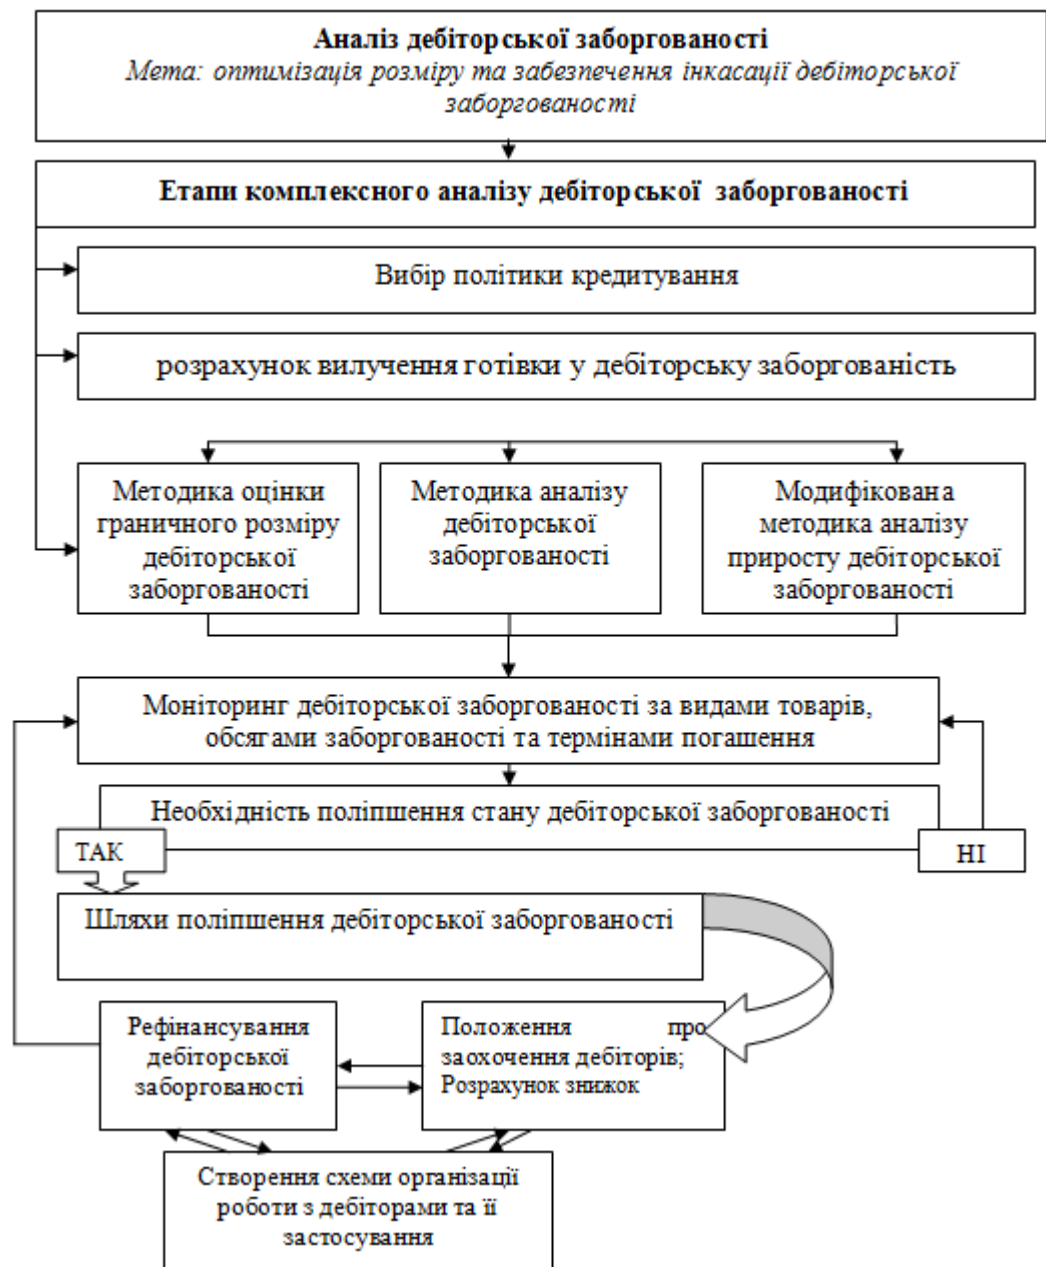 Аналіз дебіторської заборгованості
Мета: оптимізація розміру та забезпечення інкасації дебіторської
заборгованості
Етапи комплексного аналізу дебіторської заборгованості
Вибір політики кредитування
розрахунок вилучення готівки у дебіторську заборгованість
Методика оцінки
граничного розміру
дебіторської
заборгованості
Методика аналізу
дебіторської
заборгованості
Модифікована
методика аналізу
приросту дебіторської
заборгованості
Моніторинг дебіторської заборгованості за видами товарів,
обсягами заборгованості та термінами погашення
Необхідність поліпшення стану дебіторської заборгованості
ТАК
НІ
Шляхи поліпшення дебіторської заборгованості
Рефінансування
дебіторської
заборгованості
Положення про
заохочення дебіторів;
Розрахунок знижок
Створення схеми організації
роботи з дебіторами та її
застосування